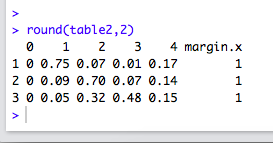 >
> round(table2,2)
0 1 2 3 4 margin.x
1 0 0.75 0.07 0.01 0.17 1
2 0 0.09 0.70 0.07 0.14 1
3 0 0.05 0.32 0.48 0.15 1
>